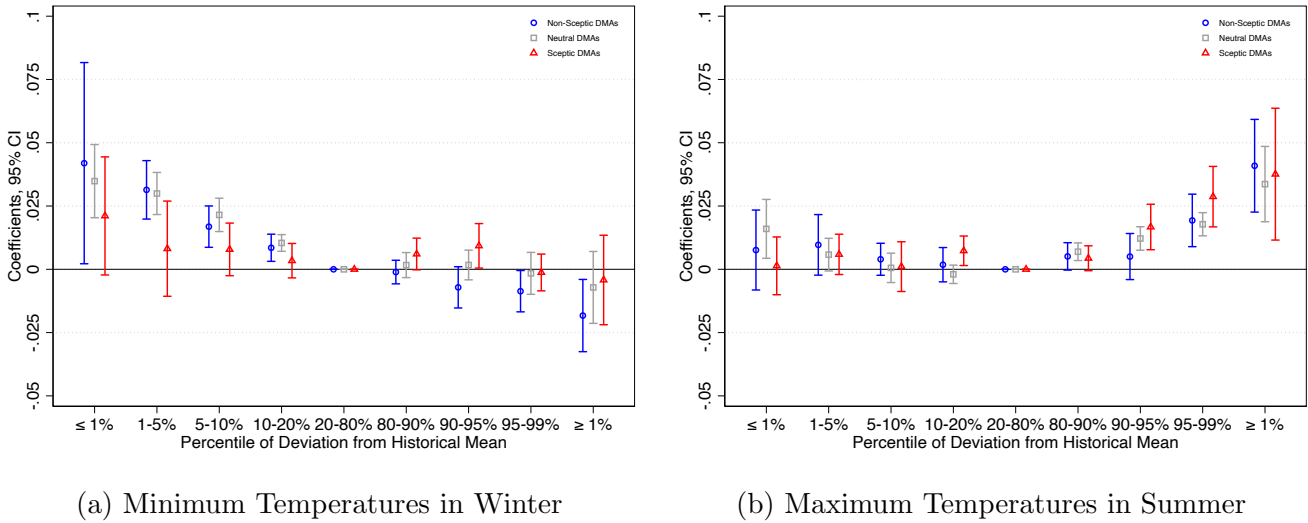 .1
.075
.05
.025
0
-.025
-.05
Coefficients, 95% CI
Non-Sceptic DMAs
Neutral DMAs
Sceptic DMAs
≤ 1% 1-5% 5-10% 10-20% 20-80% 80-90% 90-95% 95-99% ≥ 1%
Percentile of Deviation from Historical Mean
(a) Minimum Temperatures in Winter
.1
.075
.05
.025
0
-.025
-.05
Coefficients, 95% CI
Non-Sceptic DMAs
Neutral DMAs
Sceptic DMAs
≤ 1% 1-5% 5-10% 10-20% 20-80% 80-90% 90-95% 95-99% ≥ 1%
Percentile of Deviation from Historical Mean
(b) Maximum Temperatures in Summer